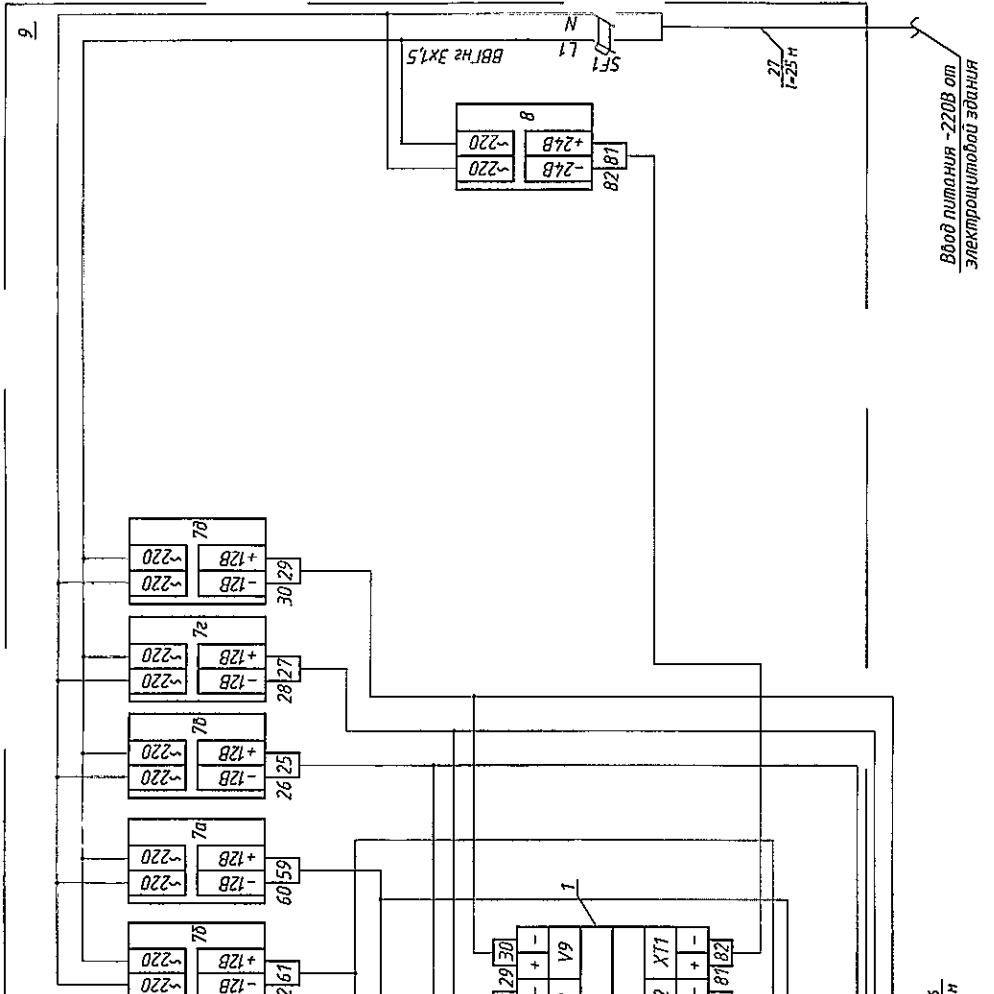 9
N
L1
SF1
ВВГнг 3х1,5
27
l=25 м
Ввод питания ~220В от
электрощитовой здания
8
~220
+24В
81
~220
-24В
82
7д
~220
+12В
29
~220
-12В
30
7г
~220
+12В
27
~220
-12В
28
7в
~220
+12В
25
~220
-12В
26
7а
~220
+12В
59
~220
-12В
60
7б
~220
+12В
61
~220
-12В
1
30
-
V9
XT1
-
82
29
+
+
81
-
-